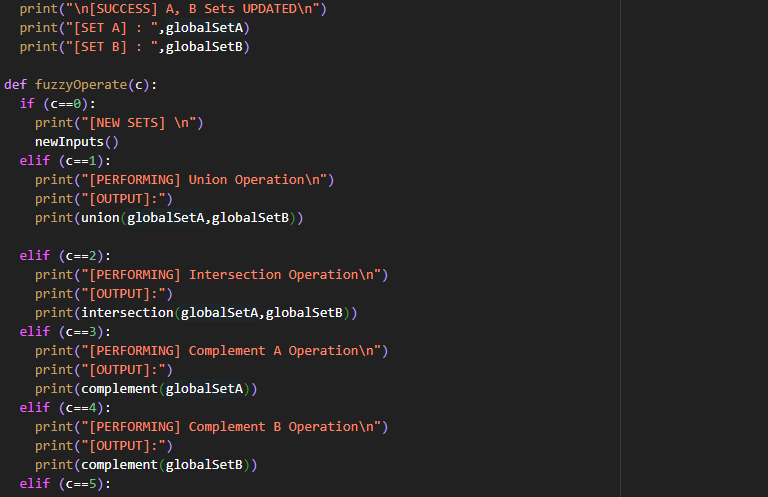 print("\n[SUCCESS] A, B Sets UPDATED\n")
print("[SET A] : ",globalSetA)
print("[SET B] : ",globalSetB)
def fuzzyOperate(c):
if (c==0):
print("[NEW SETS] \n")
newInputs()
elif (c==1):
print("[PERFORMING] Union Operation\n")
print("[OUTPUT]:")
print(union(globalSetA,globalSetB))
elif (c==2):
print("[PERFORMING] Intersection Operation\n")
print("[OUTPUT]:")
print(intersection(globalSetA,globalSetB))
elif (c==3):
print("[PERFORMING] Complement A Operation\n")
print("[OUTPUT]:")
print(complement(globalSetA))
elif (c==4):
print("[PERFORMING] Complement B Operation\n")
print("[OUTPUT]:")
print(complement(globalSetB))
elif (c==5):